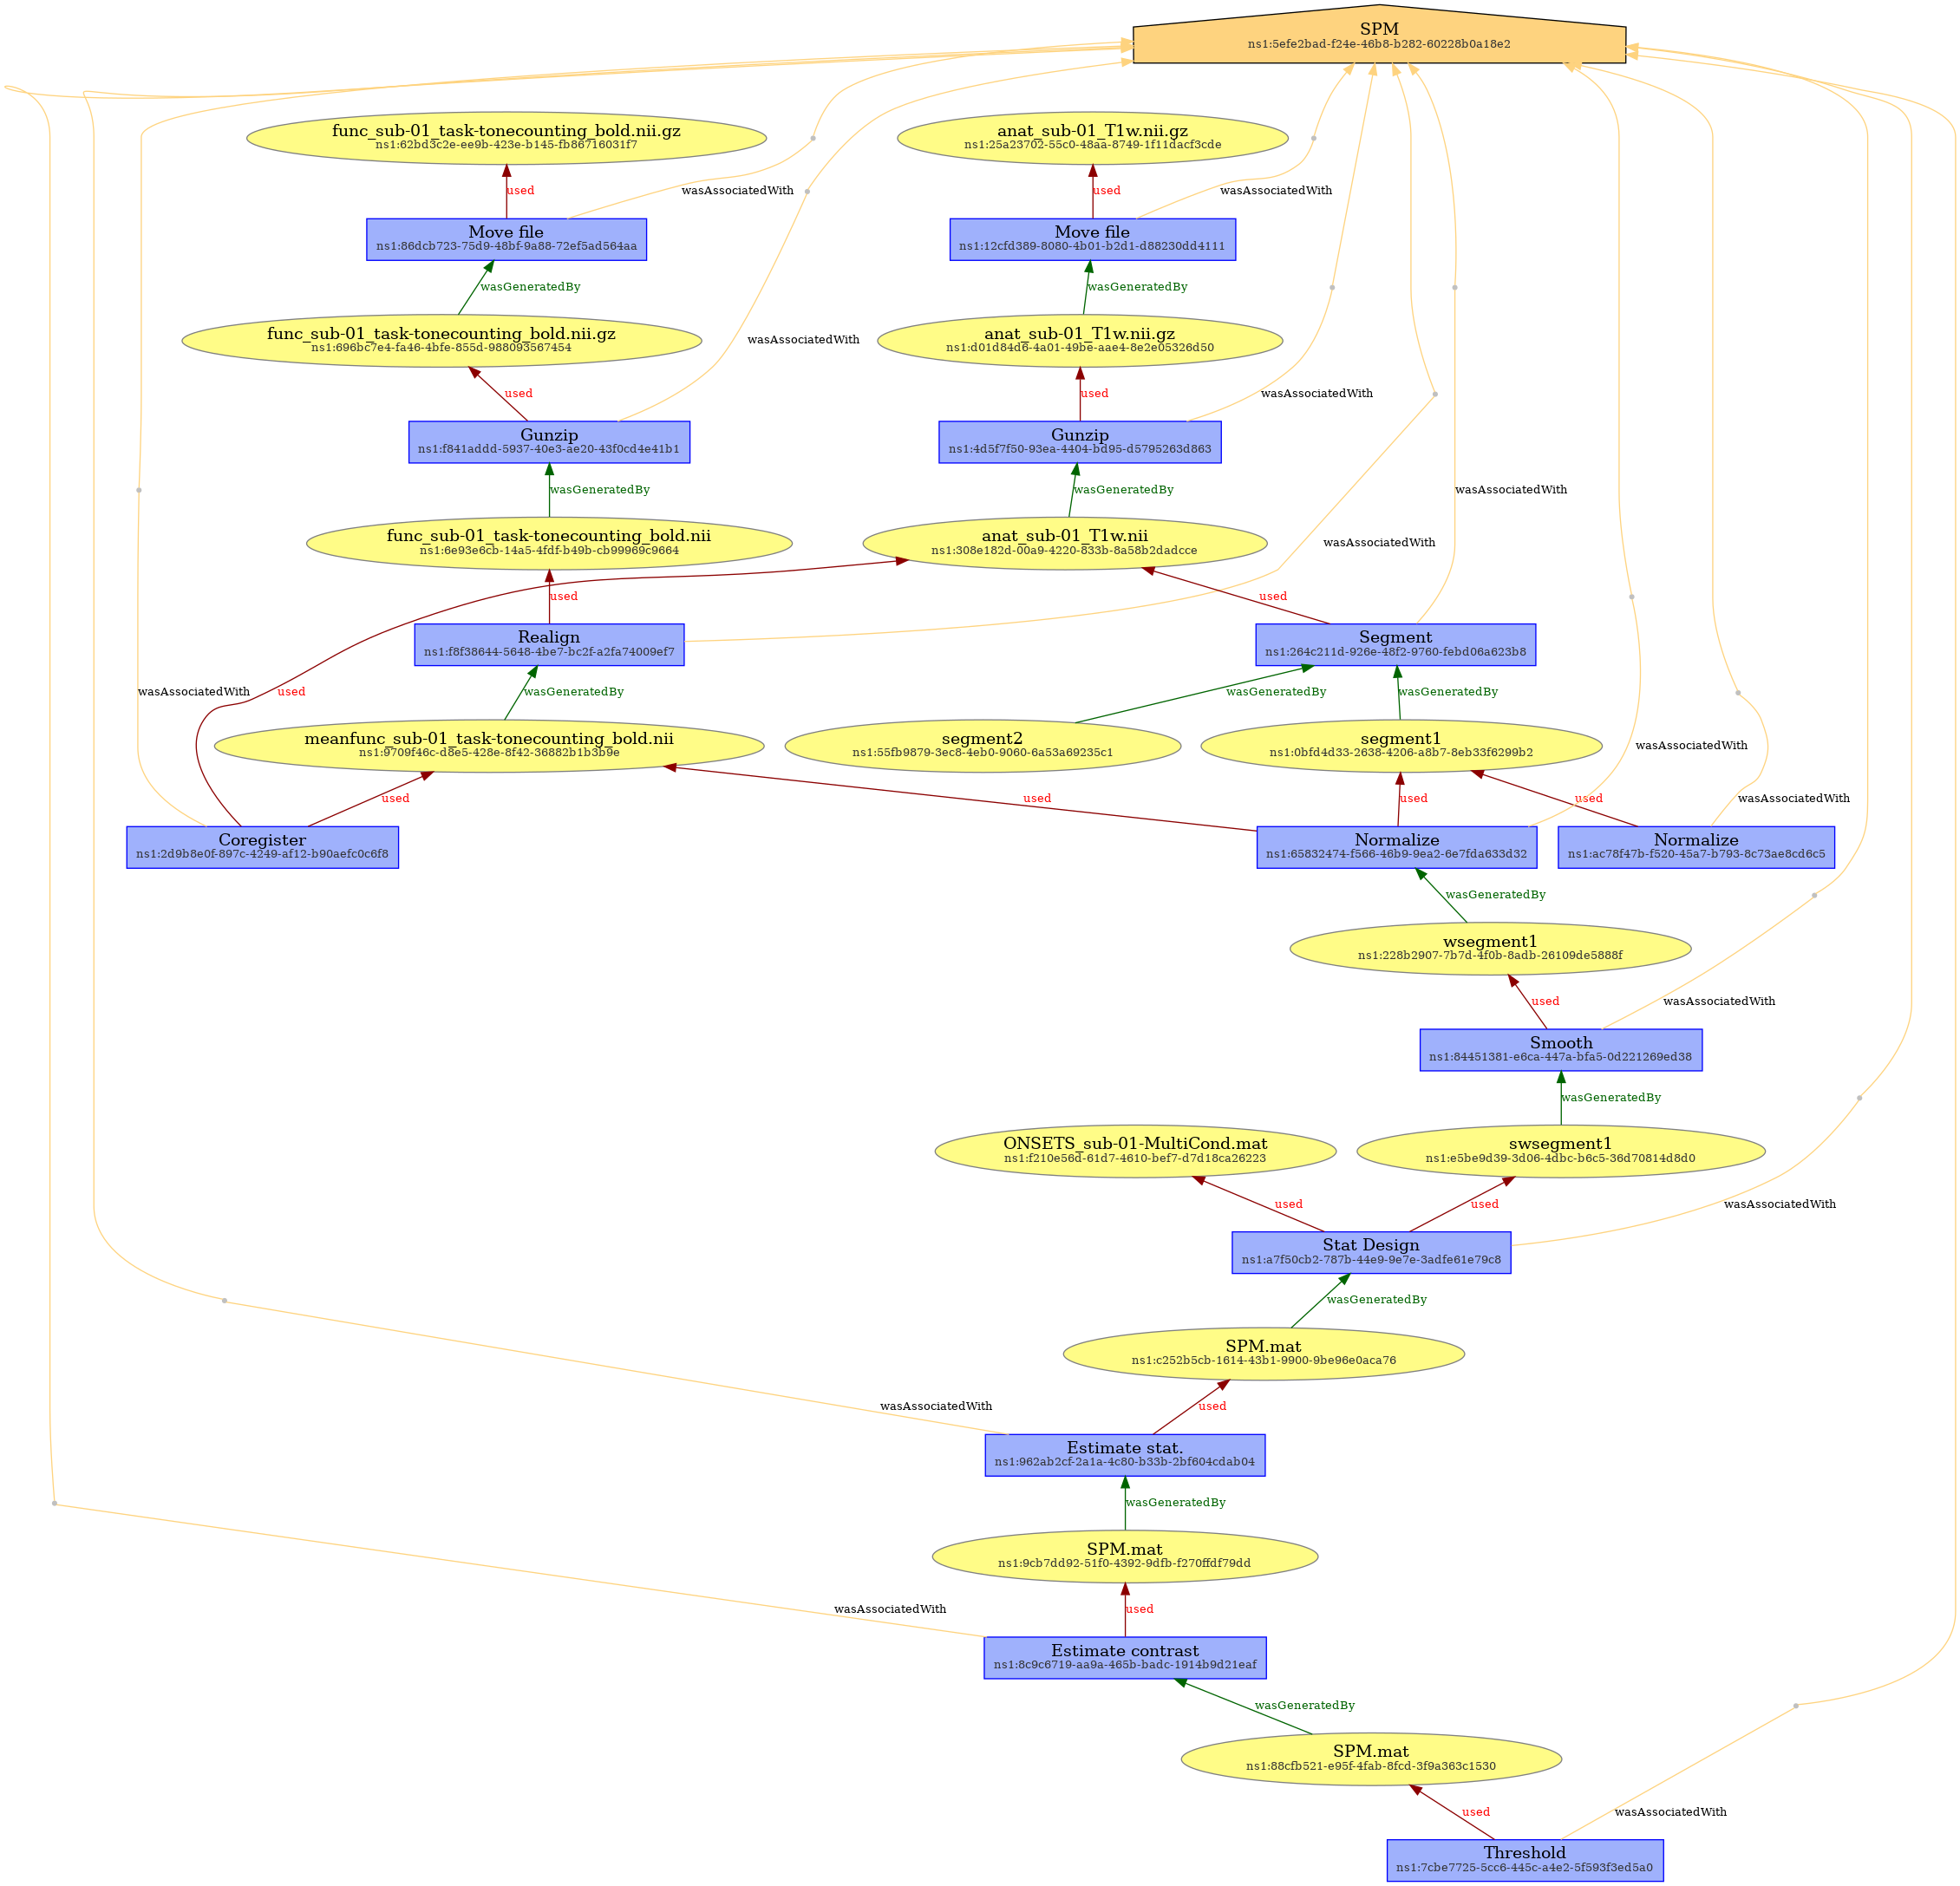 SPM
ns1:5efe2bad-f24e-46b8-b282-60228b0a18e2
func_sub-01_task-tonecounting_bold.nii.gz
ns1:62bd3c2e-ee9b-423e-b145-fb86716031f7
anat_sub-01_T1w.nii.gz
ns1:25a23702-55c0-48aa-8749-1f11dacf3cde
used
wasAssociatedWith
used
wasAssociatedWith
Move file
ns1:86dcb723-75d9-48bf-9a88-72ef5ad564aa
Move file
ns1:12cfd389-8080-4b01-b2d1-d88230dd4111
wasGeneratedBy
wasGeneratedBy
func_sub-01_task-tonecounting_bold.nii.gz
ns1:696bc7e4-fa46-4bfe-855d-988093567454
anat_sub-01_T1w.nii.gz
ns1:d01d84d6-4a01-49be-aae4-8e2e05326d50
wasAssociatedWith
used
used
wasAssociatedWith
Gunzip
ns1:f841addd-5937-40e3-ae20-43f0cd4e41b1
Gunzip
ns1:4d5f7f50-93ea-4404-bd95-d5795263d863
wasGeneratedBy
wasGeneratedBy
wasAssociatedWith
func_sub-01_task-tonecounting_bold.nii
ns1:6e93e6cb-14a5-4fdf-b49b-cb99969c9664
anat_sub-01_T1w.nii
ns1:308e182d-00a9-4220-833b-8a58b2dadcce
wasAssociatedWith
used
used
Realign
ns1:f8f38644-5648-4be7-bc2f-a2fa74009ef7
Segment
ns1:264c211d-926e-48f2-9760-febd06a623b8
wasAssociatedWith
used
wasGeneratedBy
wasGeneratedBy
wasGeneratedBy
meanfunc_sub-01_task-tonecounting_bold.nii
ns1:9709f46c-d8e5-428e-8f42-36882b1b3b9e
segment2
ns1:55fb9879-3ec8-4eb0-9060-6a53a69235c1
segment1
ns1:0bfd4d33-2638-4206-a8b7-8eb33f6299b2
wasAssociatedWith
used
used
used
used
wasAssociatedWith
Coregister
ns1:2d9b8e0f-897c-4249-af12-b90aefc0c6f8
Normalize
ns1:65832474-f566-46b9-9ea2-6e7fda633d32
Normalize
ns1:ac78f47b-f520-45a7-b793-8c73ae8cd6c5
wasGeneratedBy
wsegment1
ns1:228b2907-7b7d-4f0b-8adb-26109de5888f
used
wasAssociatedWith
Smooth
ns1:84451381-e6ca-447a-bfa5-0d221269ed38
wasGeneratedBy
ONSETS_sub-01-MultiCond.mat
ns1:f210e56d-61d7-4610-bef7-d7d18ca26223
swsegment1
ns1:e5be9d39-3d06-4dbc-b6c5-36d70814d8d0
used
used
wasAssociatedWith
Stat Design
ns1:a7f50cb2-787b-44e9-9e7e-3adfe61e79c8
wasGeneratedBy
SPM.mat
ns1:c252b5cb-1614-43b1-9900-9be96e0aca76
wasAssociatedWith
used
Estimate stat.
ns1:962ab2cf-2a1a-4c80-b33b-2bf604cdab04
wasGeneratedBy
SPM.mat
ns1:9cb7dd92-51f0-4392-9dfb-f270ffdf79dd
wasAssociatedWith
used
Estimate contrast
ns1:8c9c6719-aa9a-465b-badc-1914b9d21eaf
wasGeneratedBy
SPM.mat
ns1:88cfb521-e95f-4fab-8fcd-3f9a363c1530
used
wasAssociatedWith
Threshold
ns1:7cbe7725-5cc6-445c-a4e2-5f593f3ed5a0